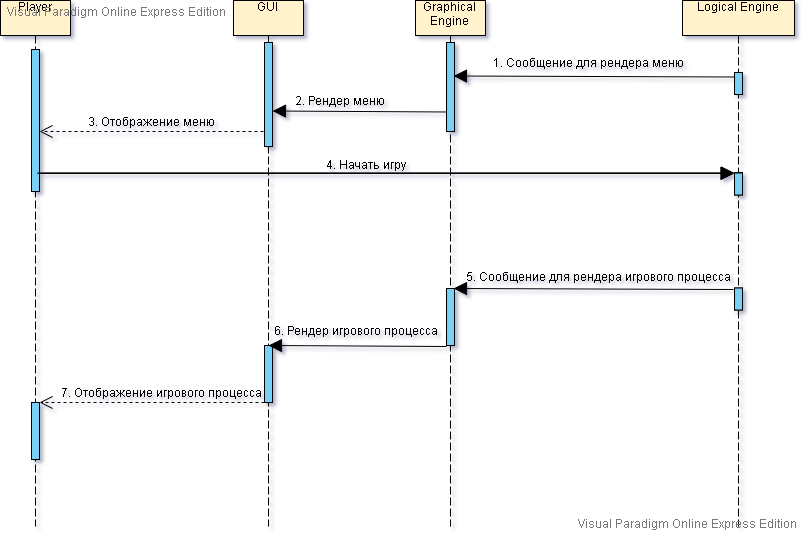 Player
Visual Paradigm Online Express Edition
GUI
Graphical
Engine
Logical Engine
1. Сообщение для рендера меню
2. Рендер меню
3. Отображение меню
4. Начать игру
5. Сообщение для рендера игрового процесса
6. Рендер игрового процесса
7. Отображение игрового процесса
Visual Paradigm Online Express Edition